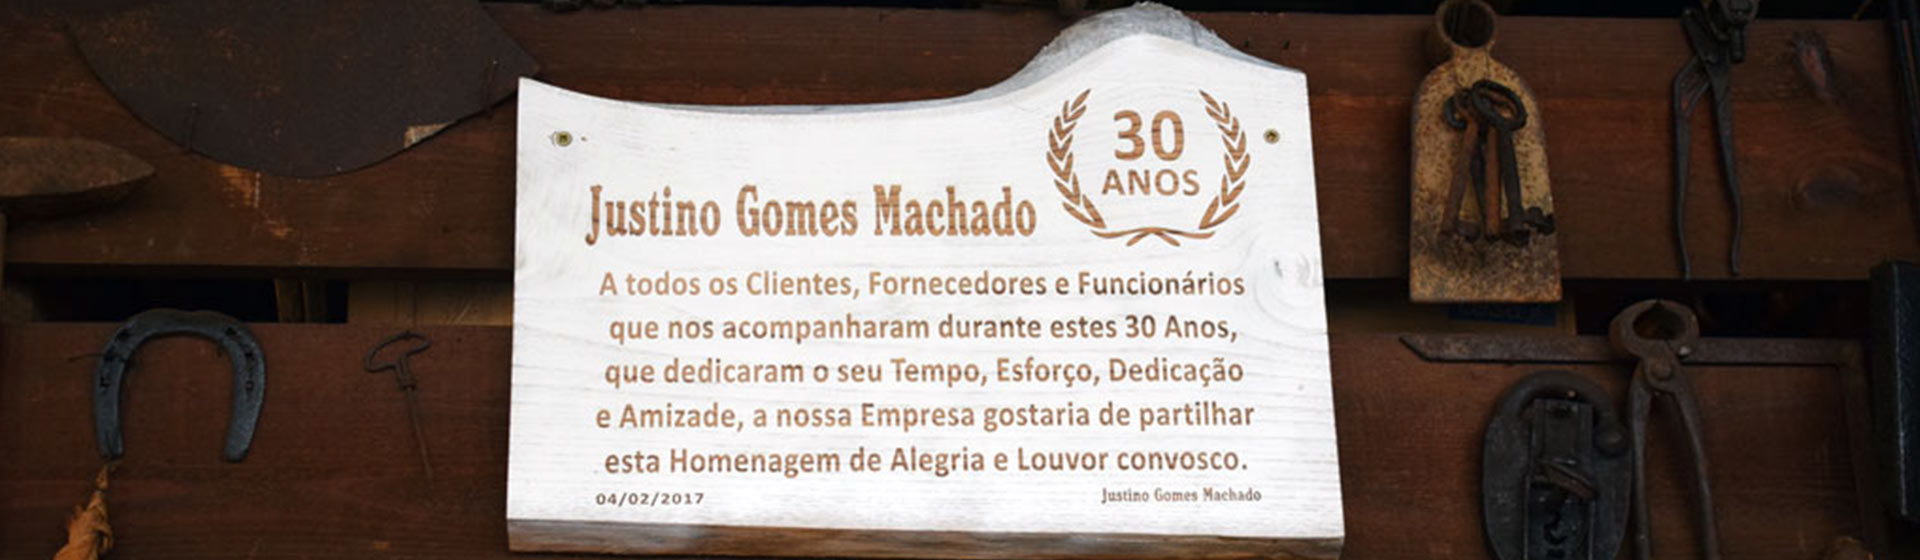 30
ANOS
Justino Gomes Machado
A todos os Clientes, Fornecedores e Funcionários
que nos acompanharam durante estes 30 Anos,
que dedicaram o seu Tempo, Esforço, Dedicação
e Amizade, a nossa Empresa gostaria de partilhar
esta Homenagem de Alegria e Louvor convosco.
04/02/2017
Justino Gomes Machado